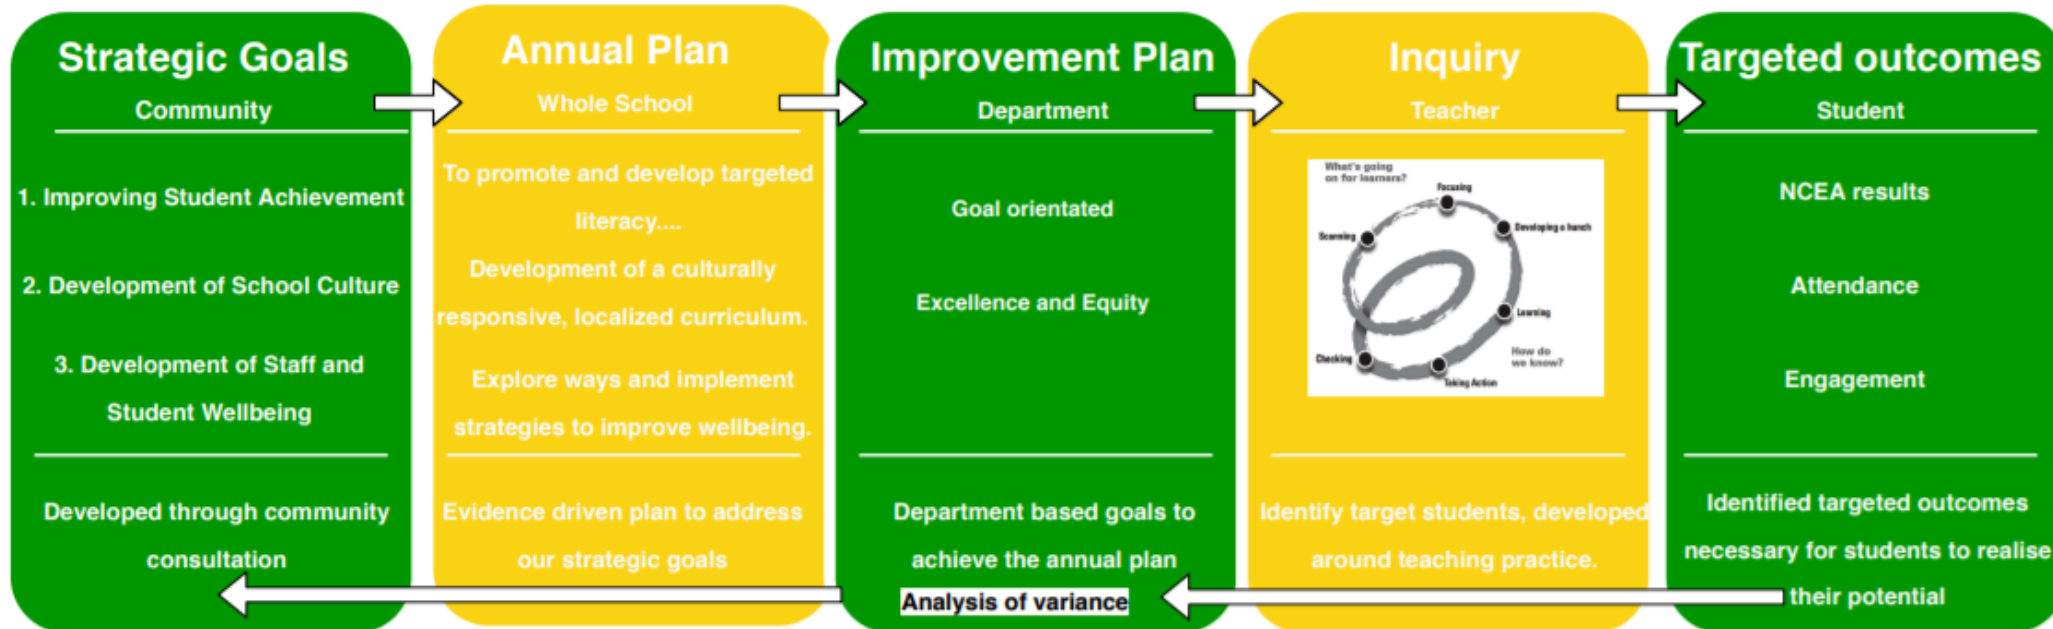 Strategic Goals
Community
1. Improving Student Achievement
2. Development of School Culture
3. Development of Staff and
Student Wellbeing
Developed through community
consultation
Annual Plan
Whole School
To promote and develop targeted
literacy....
Development of a culturally
responsive, localized curriculum.
Explore ways and implement
strategies to improve wellbeing.
Evidence driven plan to address
our strategic goals
Improvement Plan
Department
Goal orientated
Excellence and Equity
Department based goals to
achieve the annual plan
Analysis of variance
Inquiry
Teacher
What's going
on for learners?
Focusing
Developing a hunch
Scanning
Learning
How do
we know?
Checking
Taking Action
Identify target students, developed
around teaching practice.
Targeted outcomes
Student
NCEA results
Attendance
Engagement
Identified targeted outcomes
necessary for students to realise
their potential